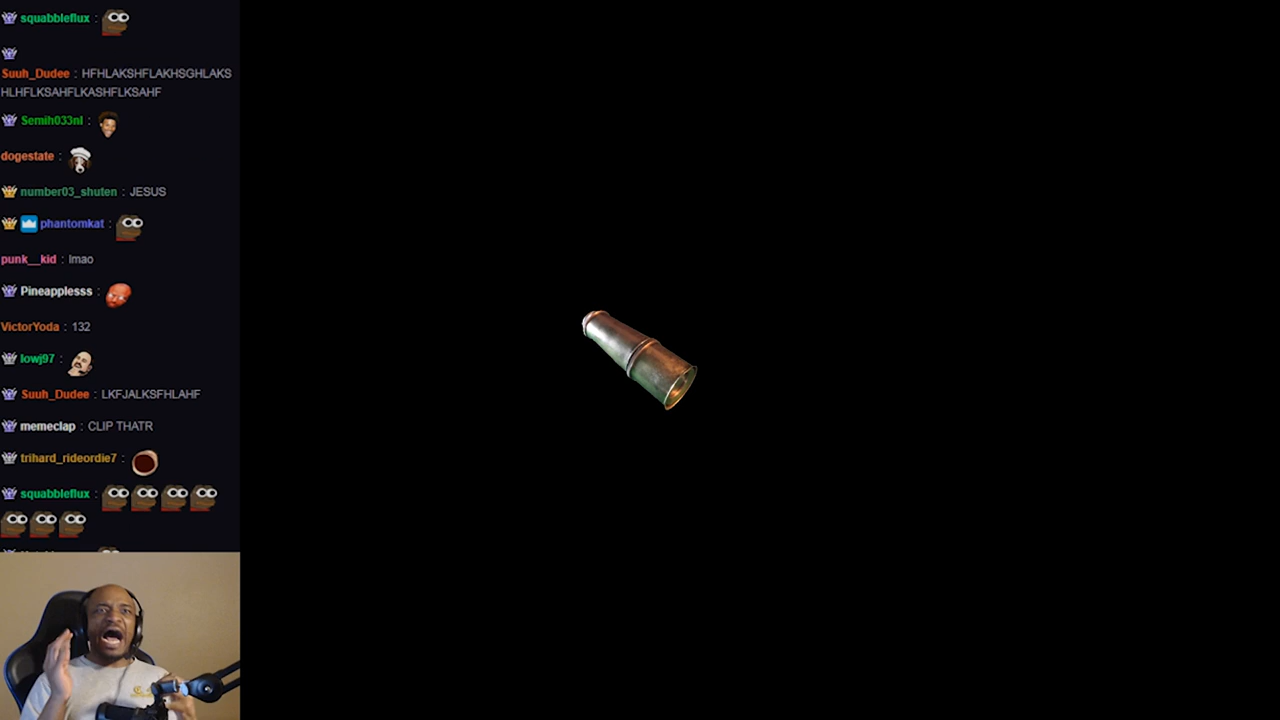 squabbleflux :
Suuh_Dudee : HFHLAKSHFLAKHSGHLAKS
HLHFLKSAHFLKASHFLKSAHF
Semih033nl :
dogestate :
number03_shuten : JESUS
phantomkat :
punk__kid : lmao
Pineapplesss :
VictorYoda : 132
lowj97 :
Suuh_Dudee : LKFJALKSFHLAHF
memeclap : CLIP THATR
trihard_rideordie7 :
squabbleflux :